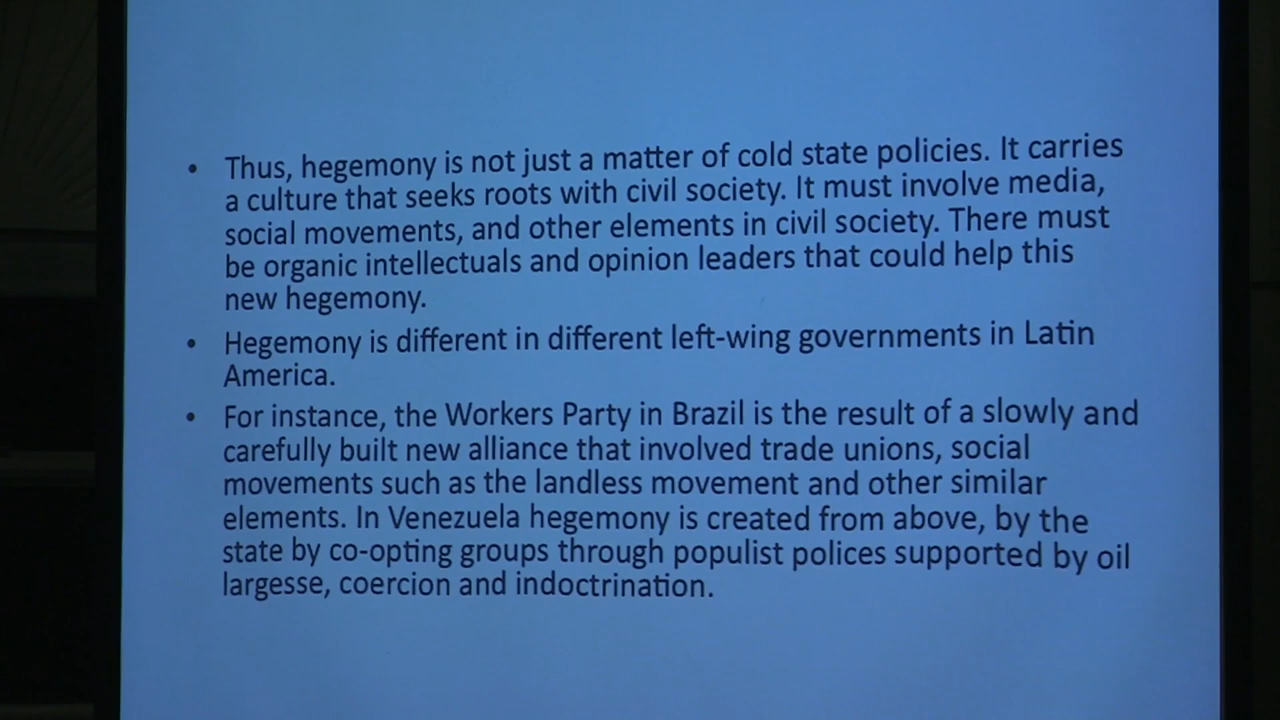 • Thus, hegemony is not just a matter of cold state policies. It carries
a culture that seeks roots with civil society. It must involve media,
social movements, and other elements in civil society. There must
be organic intellectuals and opinion leaders that could help this
new hegemony.
• Hegemony is different in different left-wing governments in Latin
America.
• For instance, the Workers Party in Brazil is the result of a slowly and
carefully built new alliance that involved trade unions, social
movements such as the landless movement and other similar
elements. In Venezuela hegemony is created from above, by the
state by co-opting groups through populist polices supported by oil
largesse, coercion and indoctrination.